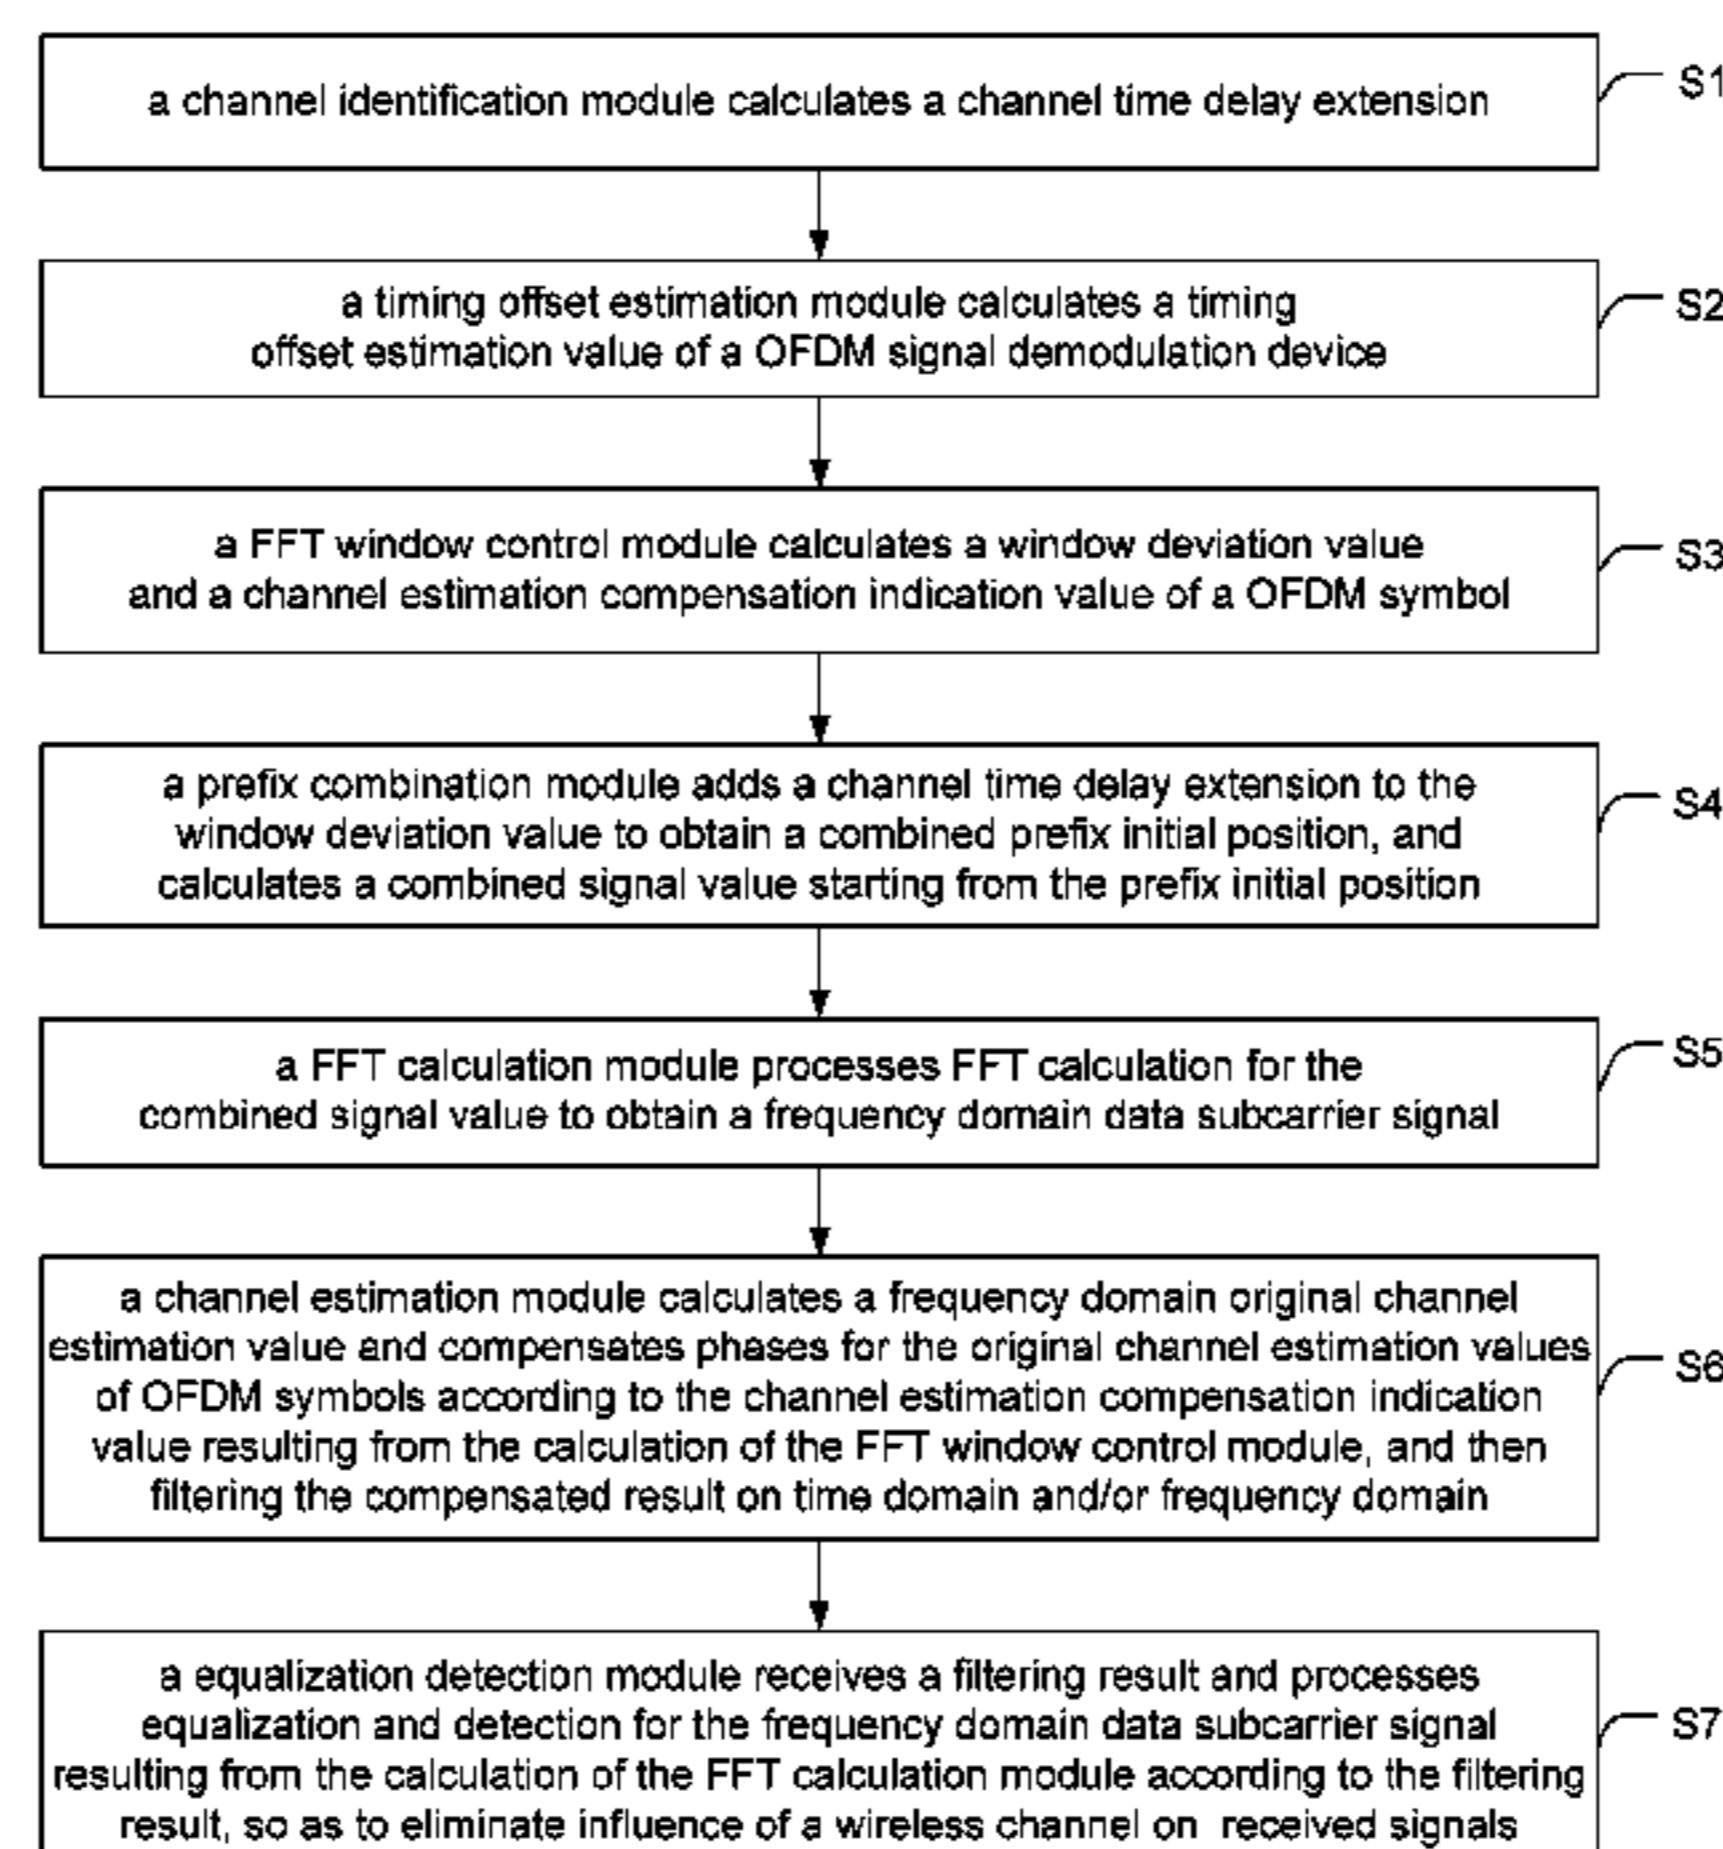 a channel identification module calculates a channel time delay extension
S1
a timing offset estimation module calculates a timing
offset estimation value of a OFDM signal demodulation device
S2
a FFT window control module calculates a window deviation value
and a channel estimation compensation indication value of a OFDM symbol
S3
a prefix combination module adds a channel time delay extension to the
window deviation value to obtain a combined prefix initial position, and
calculates a combined signal value starting from the prefix initial position
S4
a FFT calculation module processes FFT calculation for the
combined signal value to obtain a frequency domain data subcarrier signal
S5
a channel estimation module calculates a frequency domain original channel
estimation value and compensates phases for the original channel estimation values
of OFDM symbols according to the channel estimation compensation indication
value resulting from the calculation of the FFT window control module, and then
filtering the compensated result on time domain and/or frequency domain
S6
a equalization detection module receives a filtering result and processes
equalization and detection for the frequency domain data subcarrier signal
resulting from the calculation of the FFT calculation module according to the filtering
result, so as to eliminate influence of a wireless channel on received signals
S7